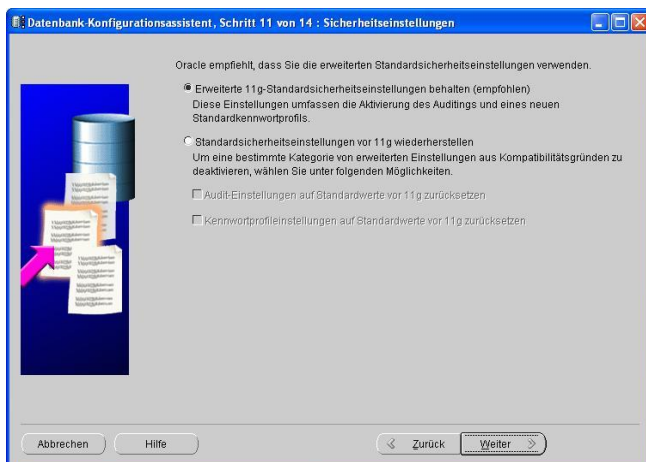 Datenbank-Konfigurationsassistent, Schritt 11 von 14 : Sicherheitseinstellungen
Oracle empfiehlt, dass Sie die erweiterten Standardsicherheitseinstellungen verwenden.
Erweiterte 11g-Standardsicherheitseinstellungen behalten (empfohlen)
Diese Einstellungen umfassen die Aktivierung des Auditings und eines neuen
Standardkennwortprofils.
Standardsicherheitseinstellungen vor 11g wiederherstellen
Um eine bestimmte Kategorie von erweiterten Einstellungen aus Kompatibilitätsgründen zu
deaktivieren, wählen Sie unter folgenden Möglichkeiten.
Audit-Einstellungen auf Standardwerte vor 11g zurücksetzen
Kennwortprofileinstellungen auf Standardwerte vor 11g zurücksetzen
Abbrechen
Hilfe
Zurück
Weiter